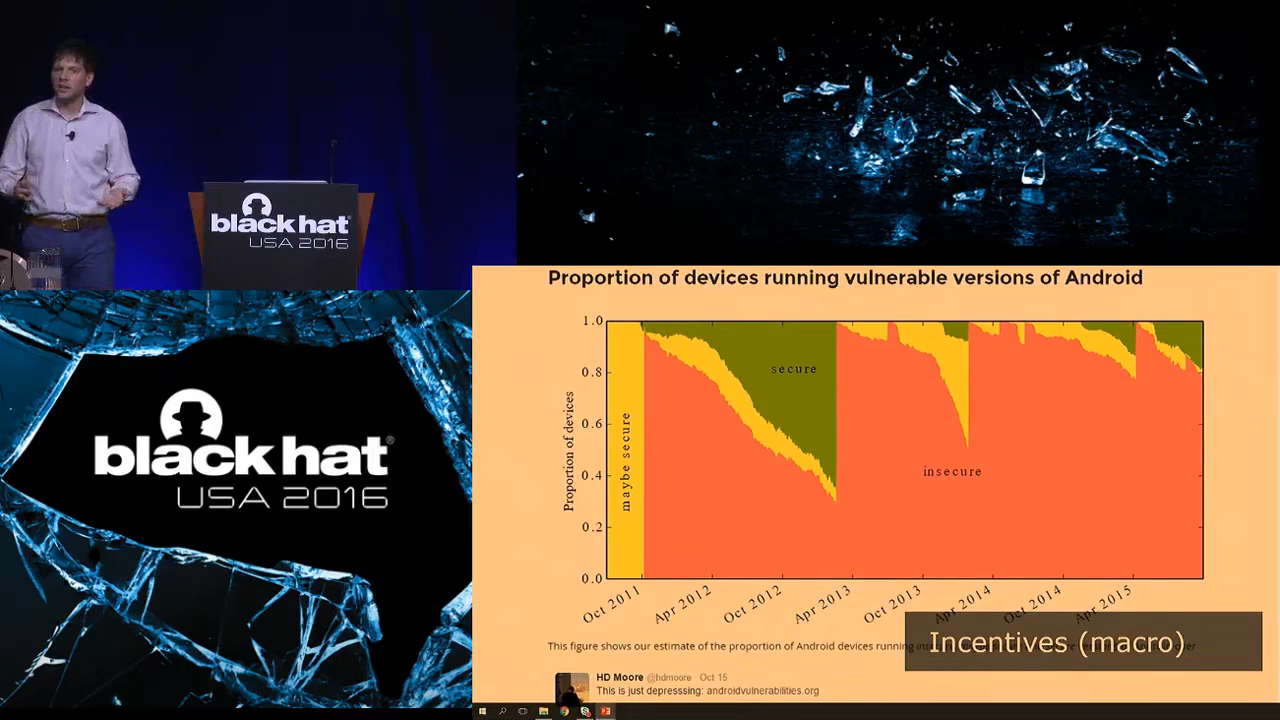 black hat
USA 2016
black hat®
USA 2016
Proportion of devices running vulnerable versions of Android
Proportion of devices
1.0
0.8
0.6
0.4
0.2
0.0
maybe secure
secure
insecure
Oct 2011
Apr 2012
Oct 2012
Apr 2013
Oct 2013
Apr 2014
Oct 2014
Apr 2015
Incentives (macro)
This figure shows our estimate of the proportion of Android devices running
HD Moore @hdmoore Oct 15
This is just depresssing: androidvulnerabilities.org